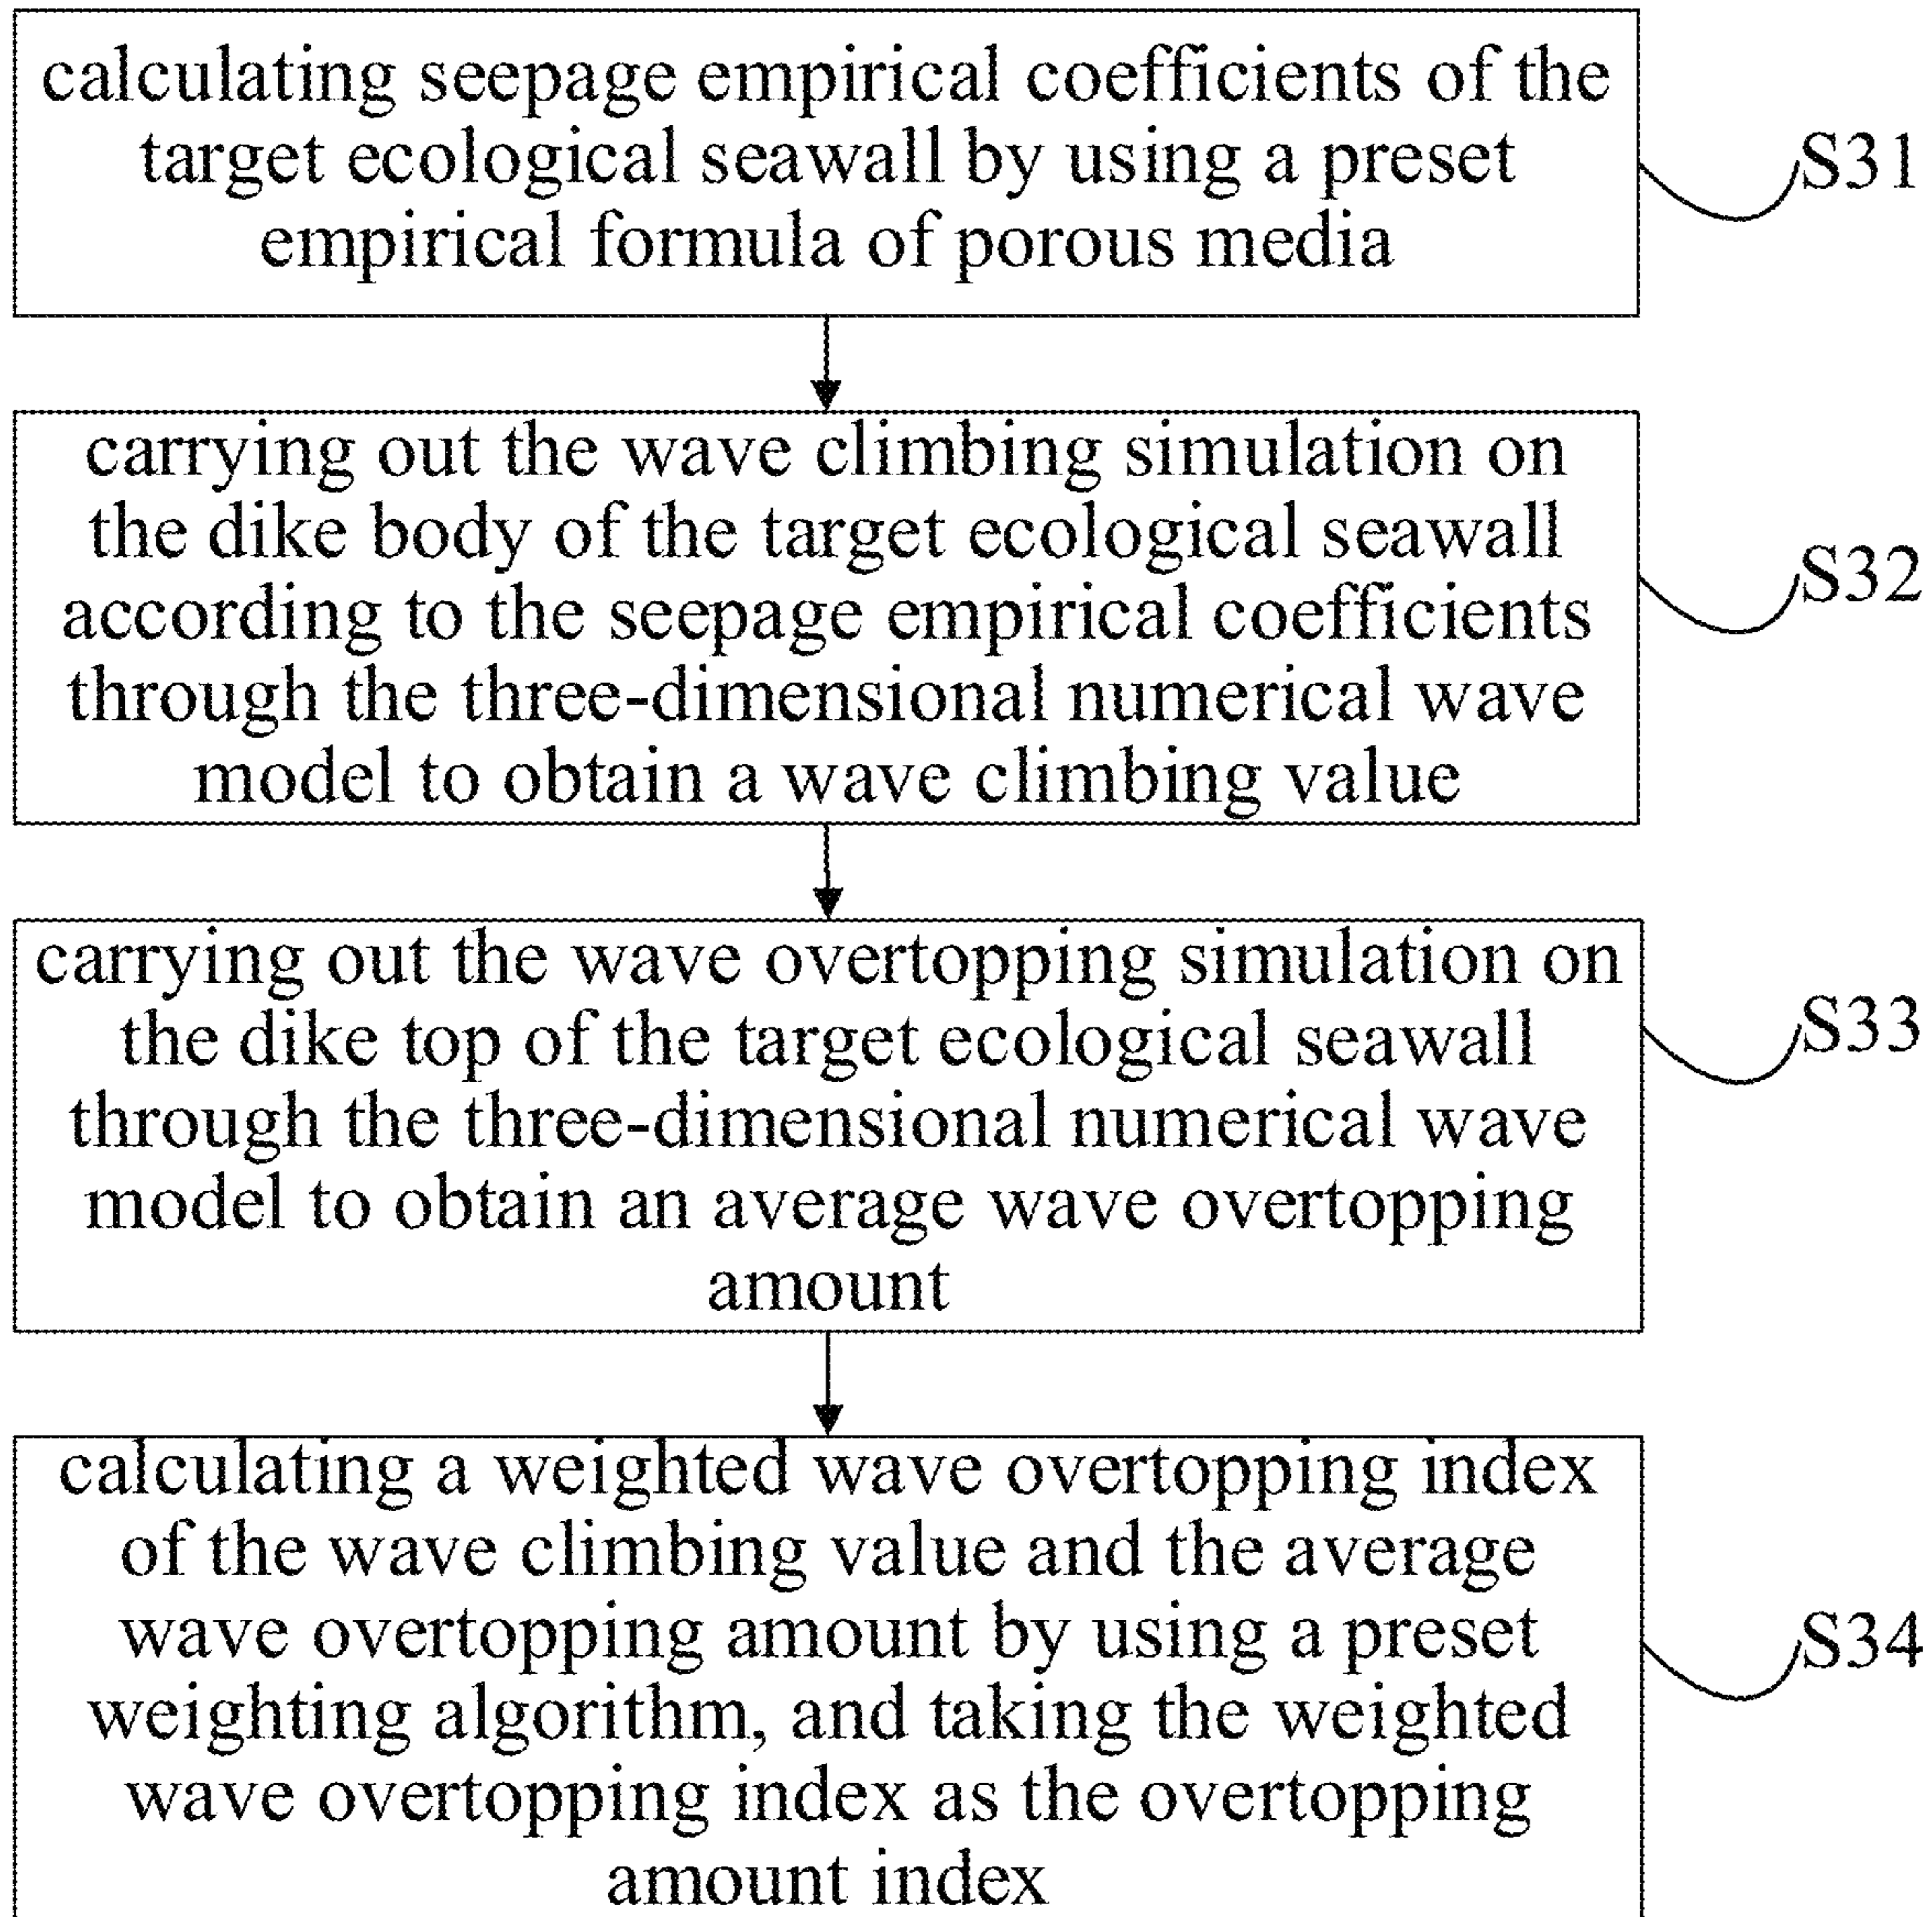 calculating seepage empirical coefficients of the
target ecological seawall by using a preset
empirical formula of porous media
S31
carrying out the wave climbing simulation on
the dike body of the target ecological seawall
according to the seepage empirical coefficients
through the three-dimensional numerical wave
model to obtain a wave climbing value
S32
carrying out the wave overtopping simulation on
the dike top of the target ecological seawall
through the three-dimensional numerical wave
model to obtain an average wave overtopping
amount
S33
calculating a weighted wave overtopping index
of the wave climbing value and the average
wave overtopping amount by using a preset
weighting algorithm, and taking the weighted
wave overtopping index as the overtopping
amount index
S34